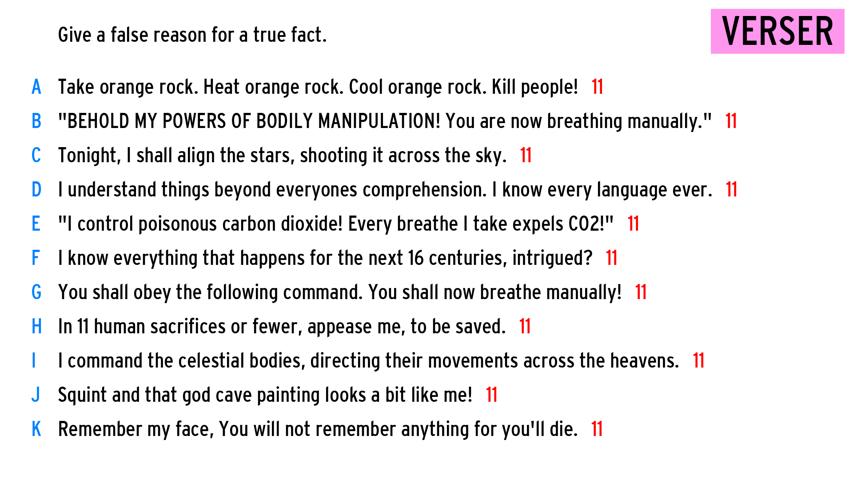 Give a false reason for a true fact.
VERSER
A Take orange rock. Heat orange rock. Cool orange rock. Kill people! 11
B "BEHOLD MY POWERS OF BODILY MANIPULATION! You are now breathing manually." 11
C Tonight, I shall align the stars, shooting it across the sky. 11
D I understand things beyond everyones comprehension. I know every language ever. 11
E "I control poisonous carbon dioxide! Every breathe I take expels CO2!" 11
F I know everything that happens for the next 16 centuries, intrigued? 11
G You shall obey the following command. You shall now breathe manually! 11
H In 11 human sacrifices or fewer, appease me, to be saved. 11
I I command the celestial bodies, directing their movements across the heavens. 11
J Squint and that god cave painting looks a bit like me! 11
K Remember my face, You will not remember anything for you'll die. 11